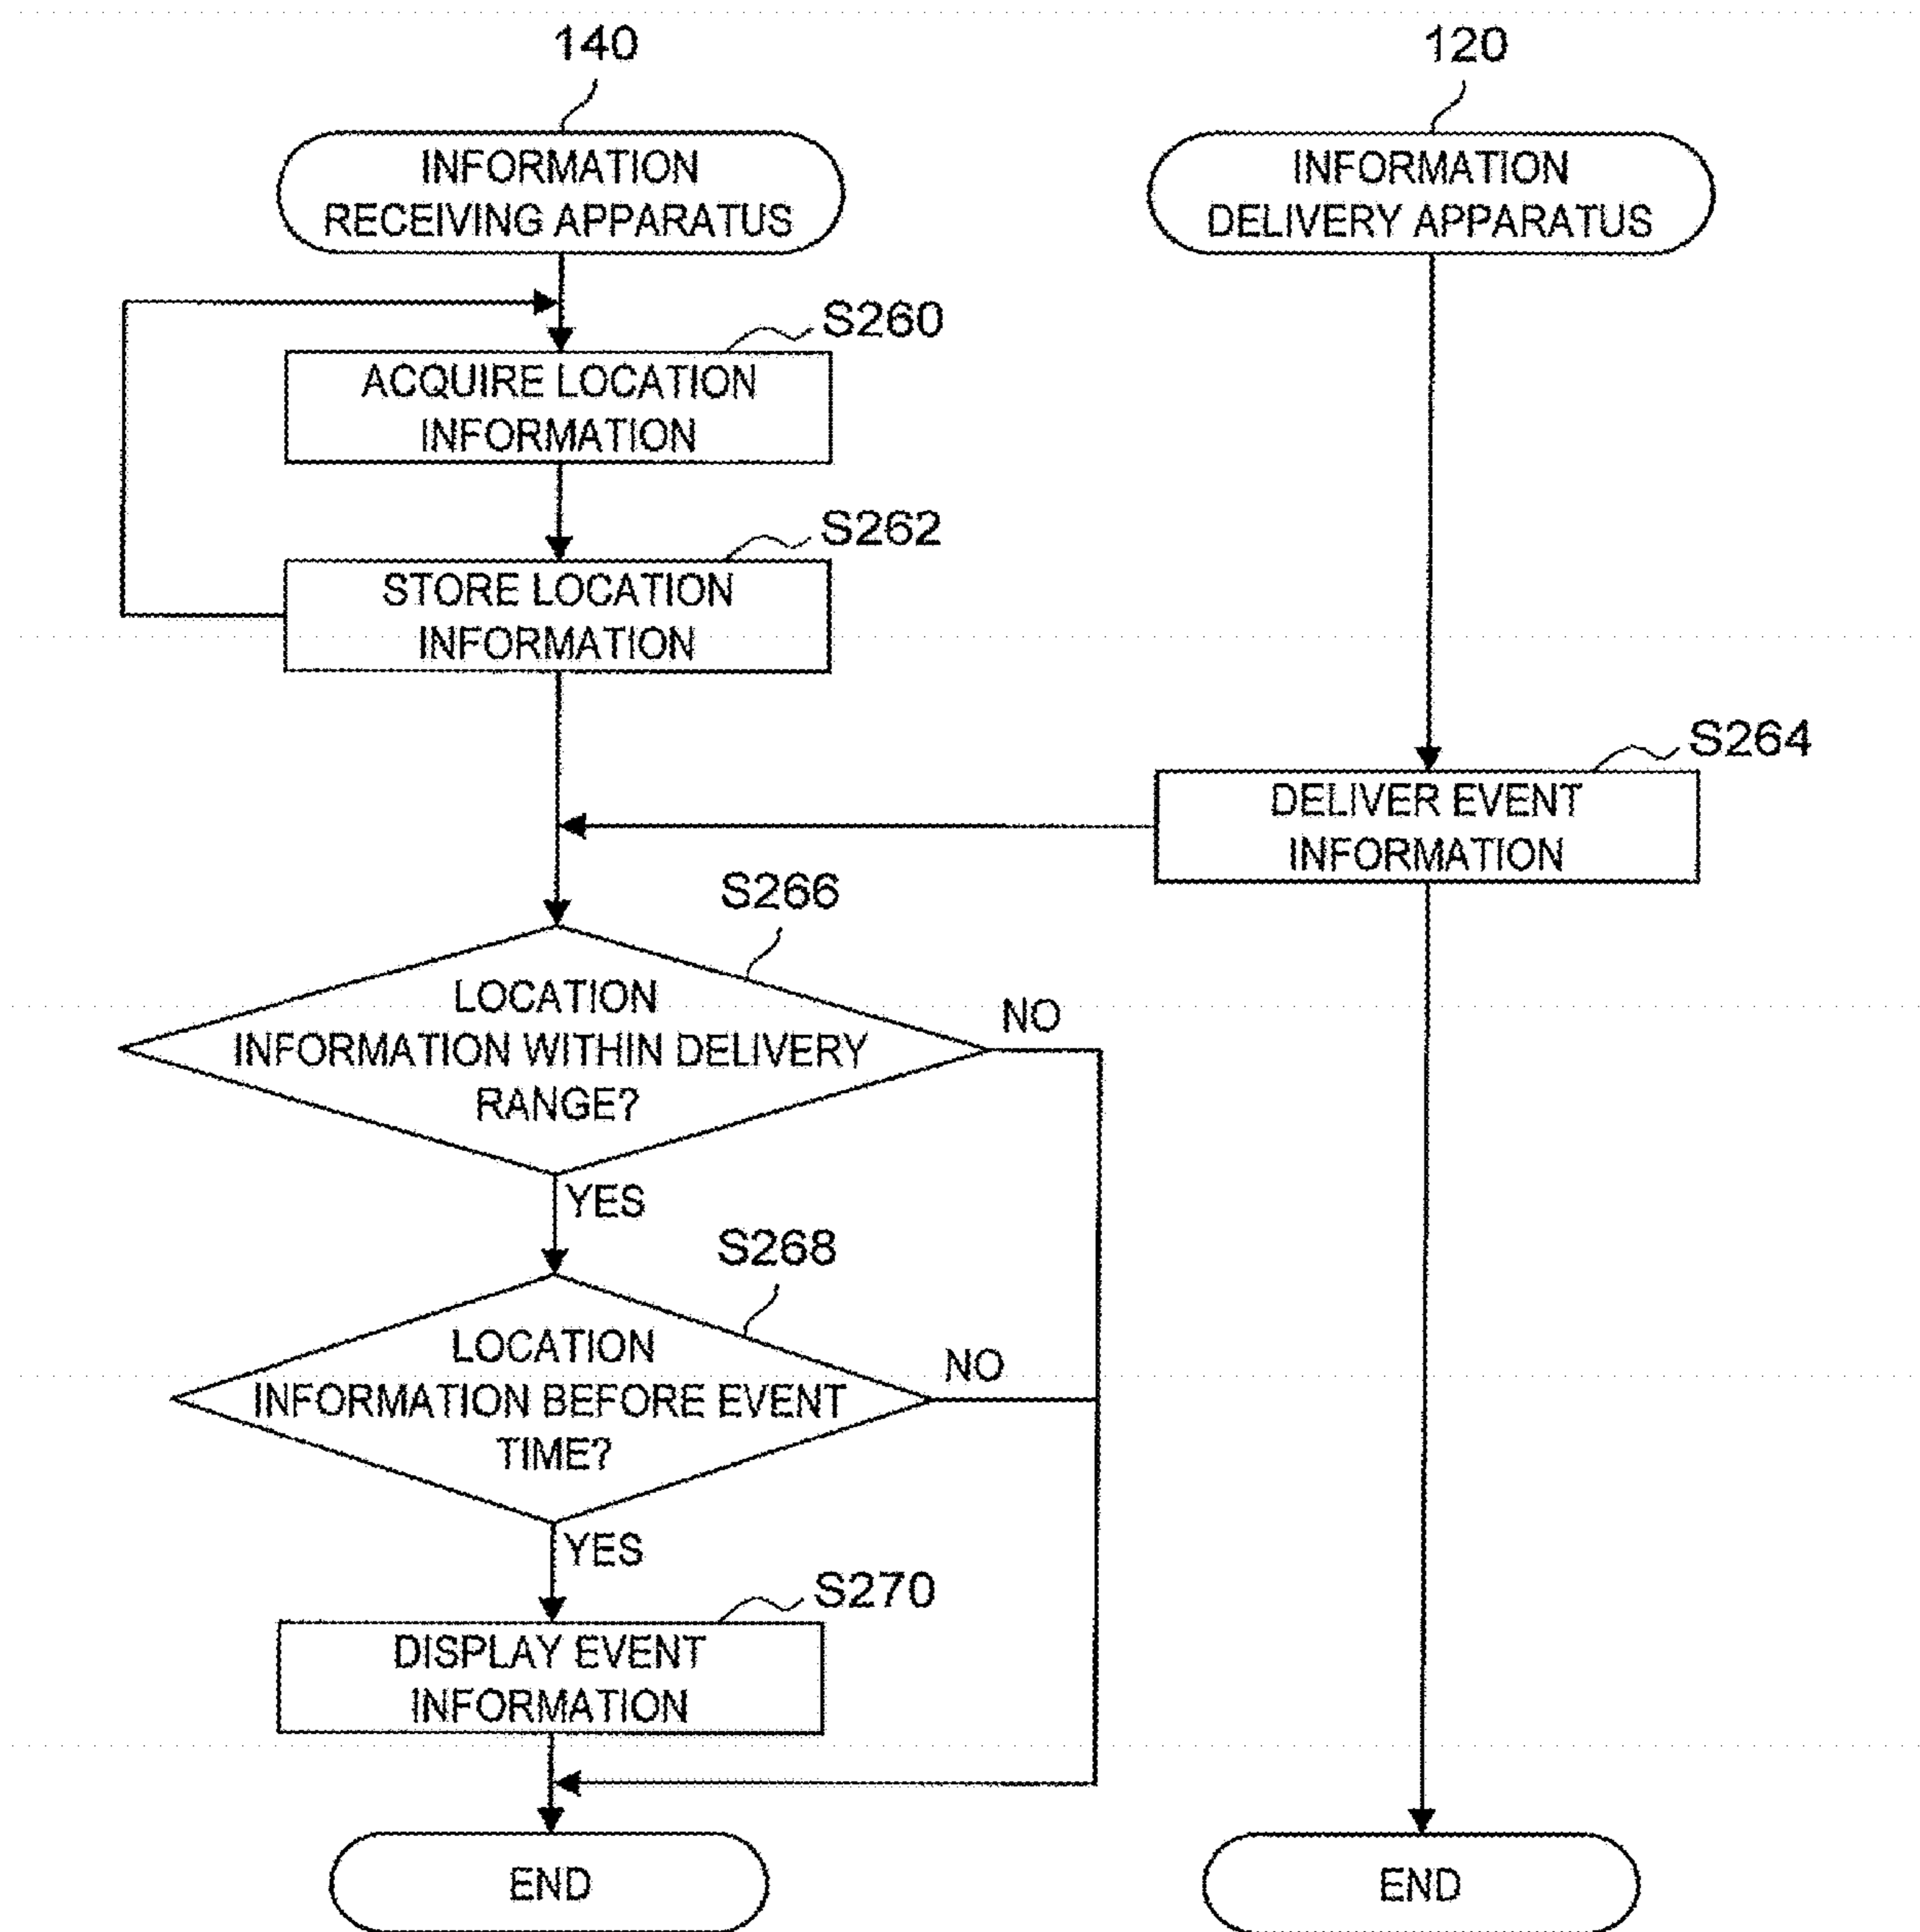 140
120
INFORMATION
RECEIVING APPARATUS
INFORMATION
DELIVERY APPARATUS
S260
ACQUIRE LOCATION
INFORMATION
S262
STORE LOCATION
INFORMATION
S264
DELIVER EVENT
INFORMATION
S266
LOCATION
INFORMATION WITHIN DELIVERY
RANGE?
NO
YES
S268
LOCATION
INFORMATION BEFORE EVENT
TIME?
NO
YES
S270
DISPLAY EVENT
INFORMATION
END
END